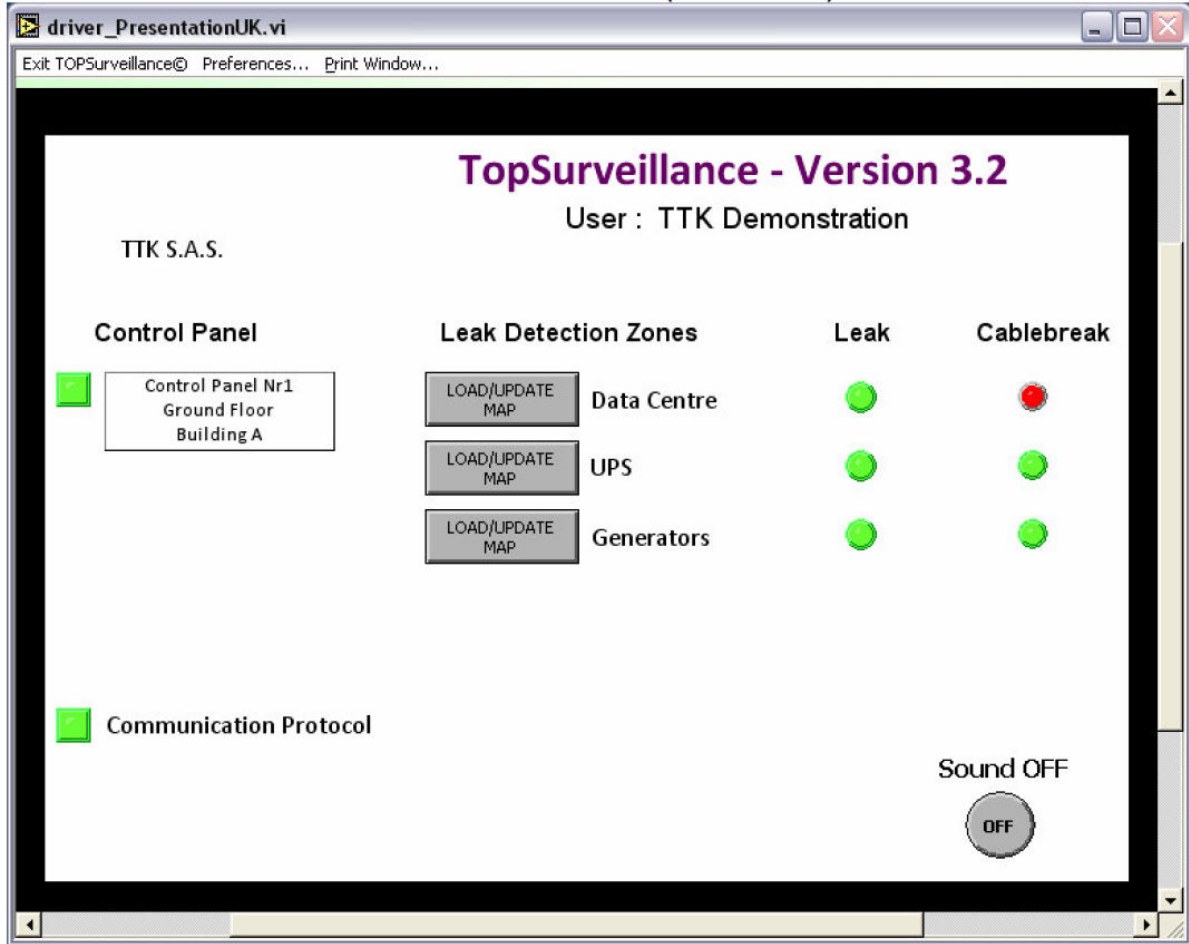 driver_PresentationUK.vi
Exit TOPSurveillance© Preferences... Print Window...
TopSurveillance - Version 3.2
User : TTK Demonstration
TTK S.A.S.
Control Panel Leak Detection Zones Leak Cablebreak
Control Panel Nr1
Ground Floor
Building A
LOAD/UPDATE
MAP
Data Centre
LOAD/UPDATE
MAP
UPS
LOAD/UPDATE
MAP
Generators
Communication Protocol
Sound OFF
OFF